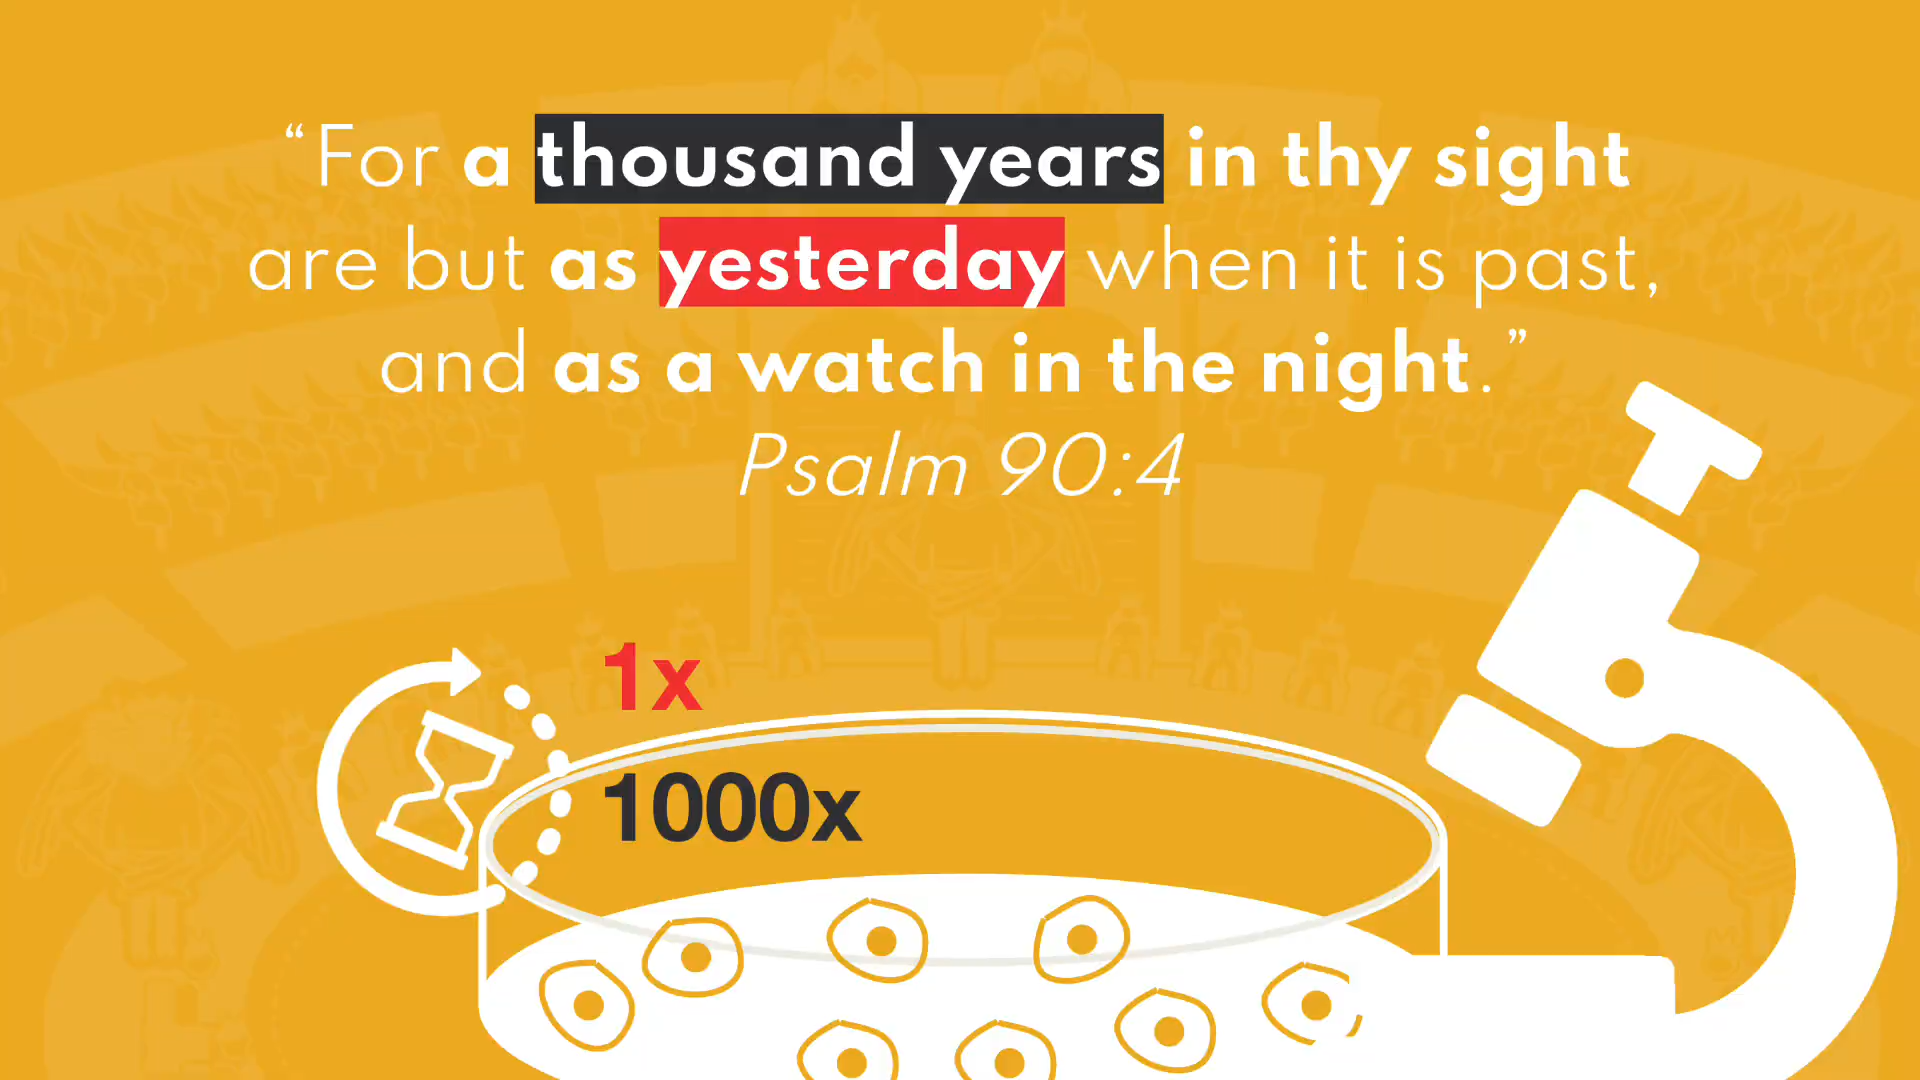 “For a thousand years in thy sight
are but as yesterday when it is past,
and as a watch in the night.”
Psalm 90:4
1x
1000x